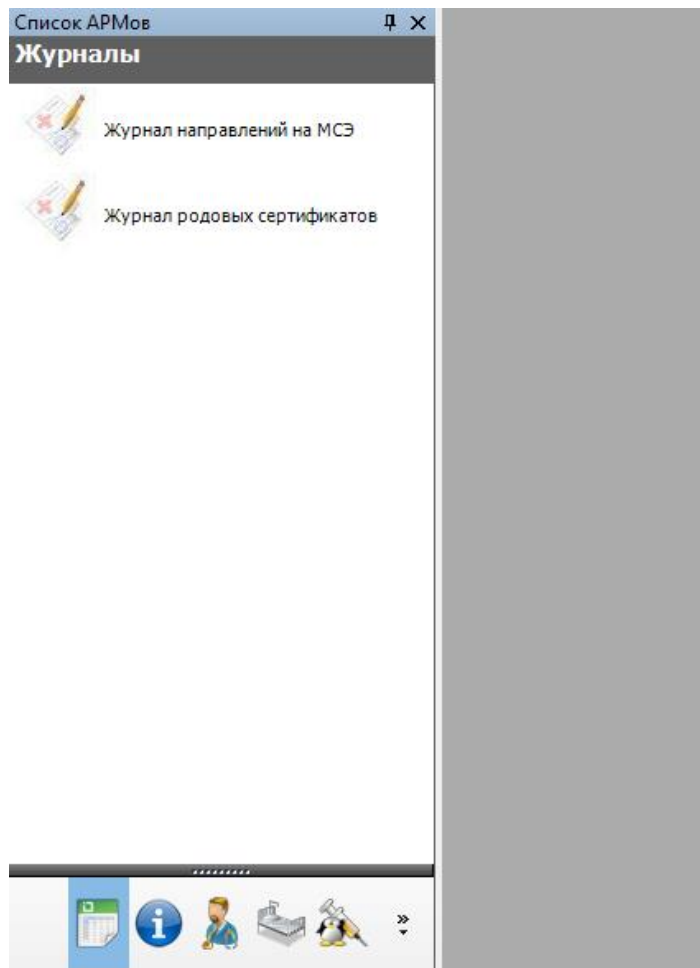 Список АРМов
Журналы
Журнал направлений на МСЭ
Журнал родовых сертификатов